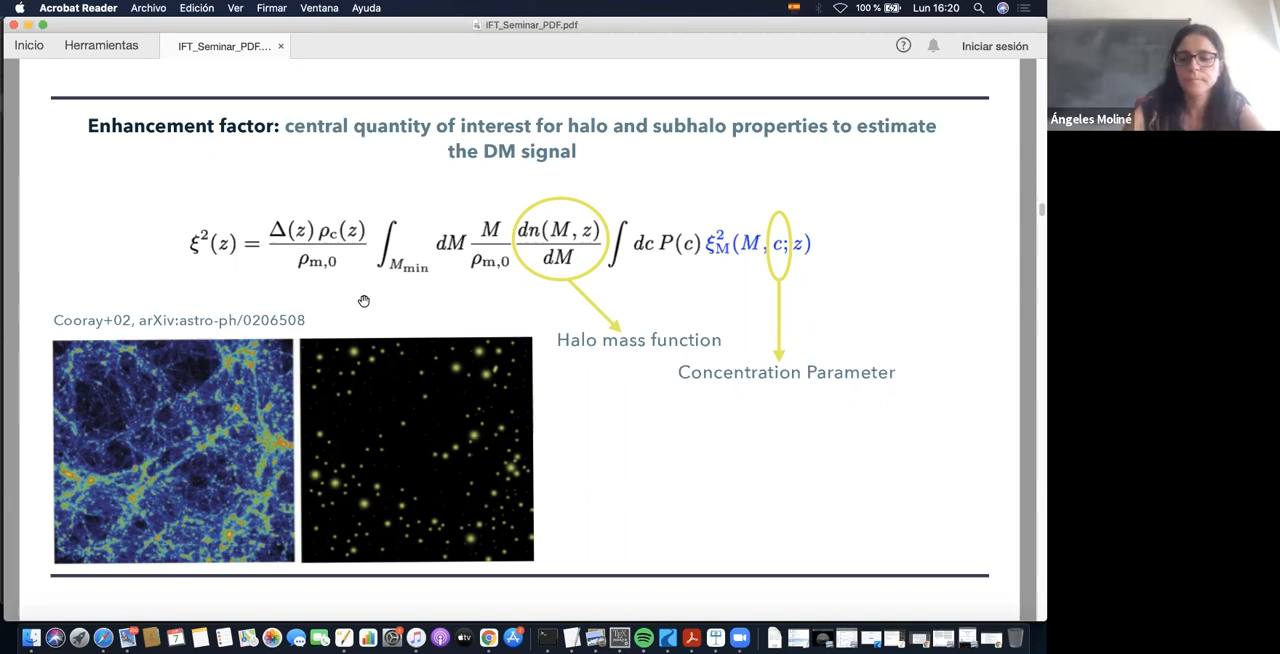 Acrobat Reader Archivo Edición Ver Firmar Ventana Ayuda 100 % Lun 16:20
IFT_Seminar_PDF.pdf
Inicio Herramientas IFT_Seminar_PDF.... × ? Iniciar sesión
Enhancement factor: central quantity of interest for halo and subhalo properties to estimate
the DM signal
ξ²(z) = Δ(z) ρc(z) / ρm,0 ∫Mmin dM M / ρm,0 dn(M, z) / dM ∫ dc P(c) ξ²M(M, c; z)
Cooray+02, arXiv:astro-ph/0206508
Halo mass function
Concentration Parameter
Ángeles Moliné